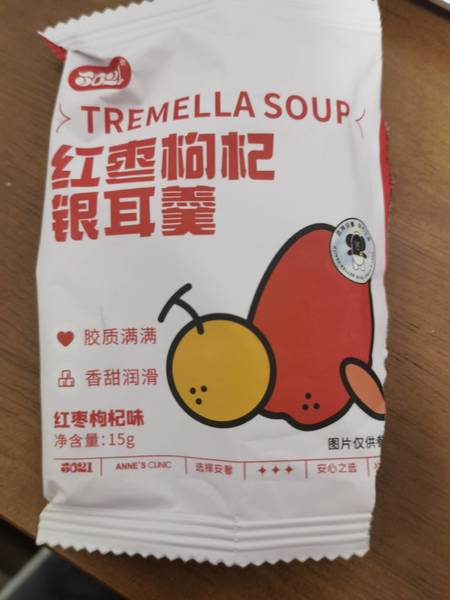 TREMELLA SOUP
红枣枸杞
银耳羹
胶质满满
香甜润滑
红枣枸杞味
净含量:15g
图片仅供
ANNE'S CLINIC
选择安馨
安心之选